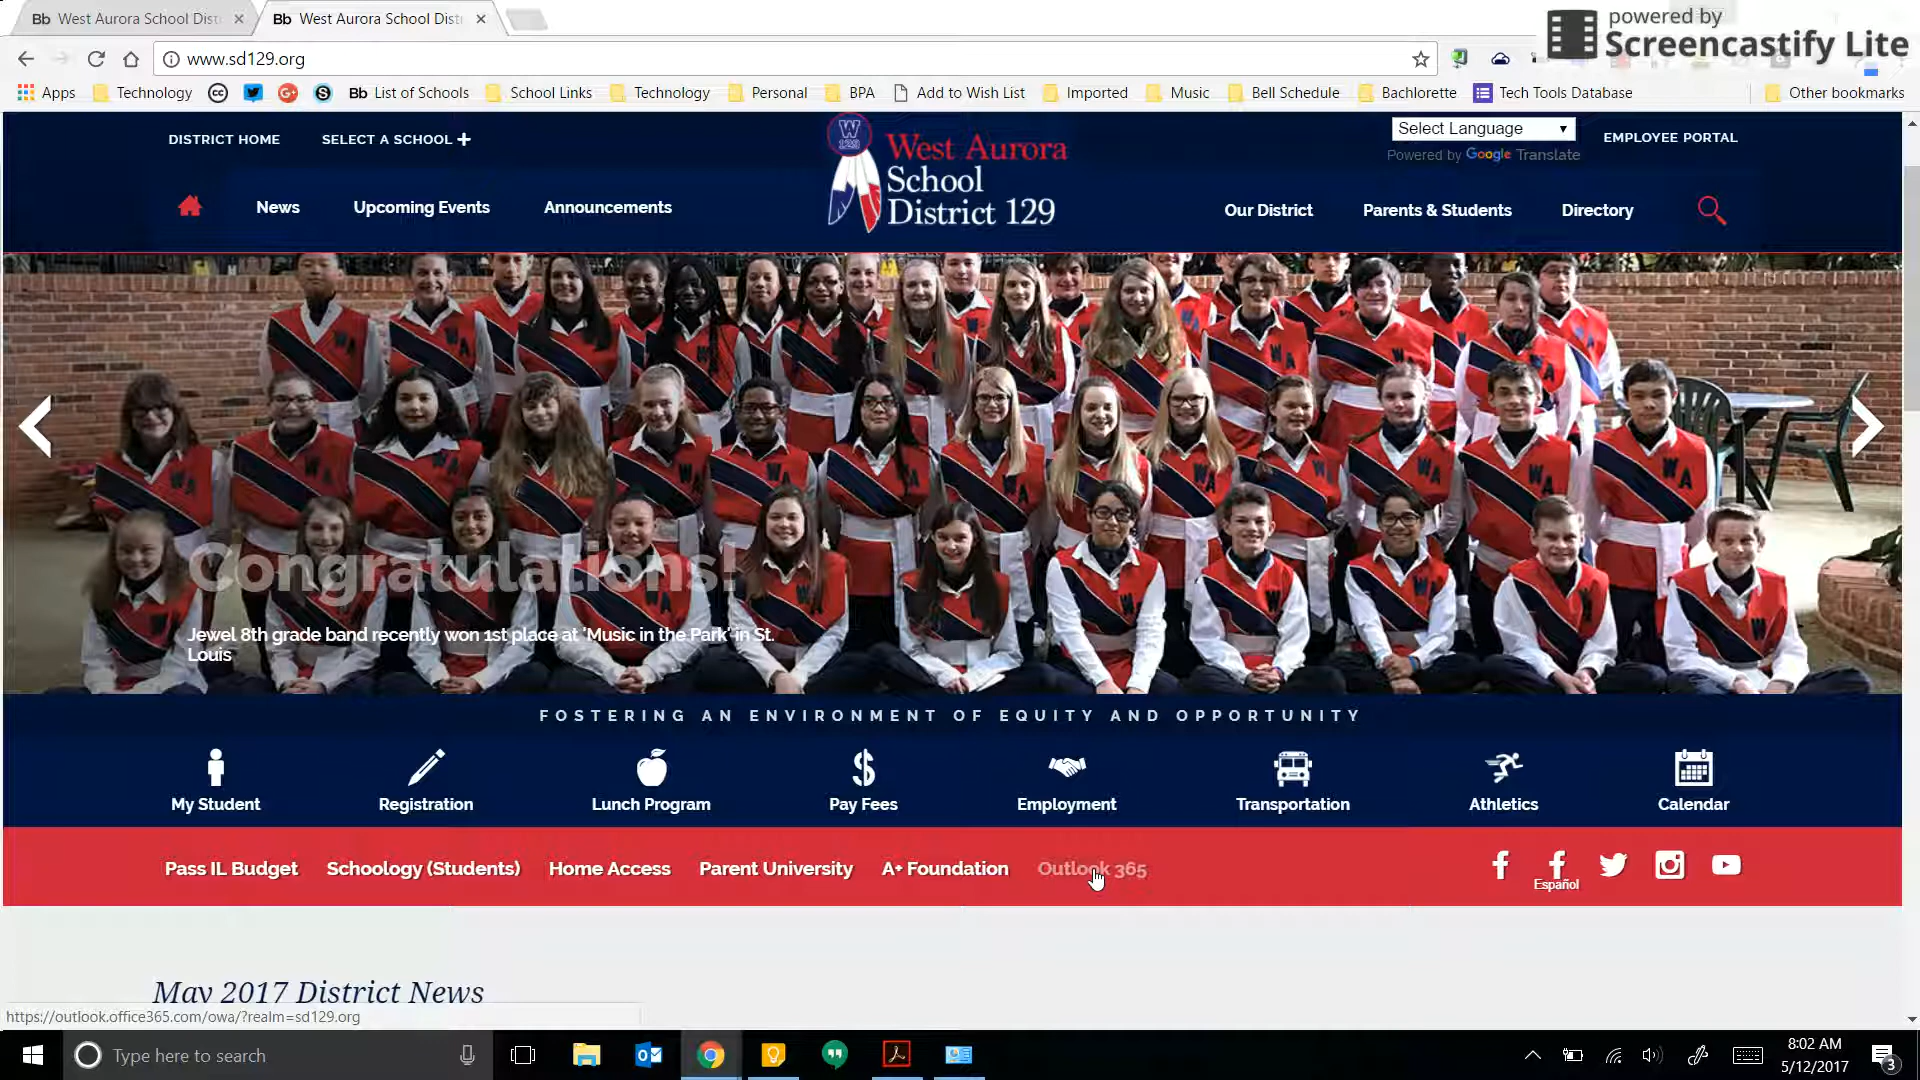 Bb West Aurora School Dist
Bb West Aurora School Distr
powered by
Screencastify Lite
www.sd129.org
Apps
Technology
Bb List of Schools
School Links
Technology
Personal
BPA
Add to Wish List
Imported
Music
Bell Schedule
Bachlorette
Tech Tools Database
Other bookmarks
DISTRICT HOME
SELECT A SCHOOL
W
129
West Aurora
School
District 129
Select Language
Powered by Google Translate
EMPLOYEE PORTAL
News
Upcoming Events
Announcements
Our District
Parents & Students
Directory
Congratulations!
Jewel 8th grade band recently won 1st place at 'Music in the Park' in St.
Louis
FOSTERING AN ENVIRONMENT OF EQUITY AND OPPORTUNITY
My Student
Registration
Lunch Program
Pay Fees
Employment
Transportation
Athletics
Calendar
Pass IL Budget
Schoology (Students)
Home Access
Parent University
A+ Foundation
Outlook 365
Español
May 2017 District News
https://outlook.office365.com/owa/?realm=sd129.org
Type here to search
8:02 AM
5/12/2017
3